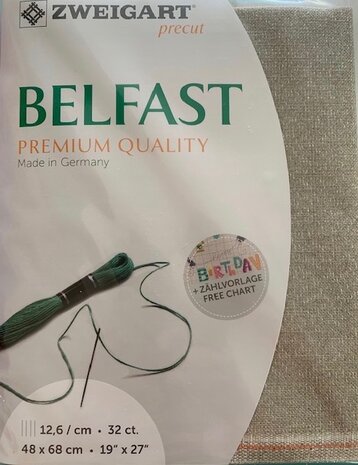 ZWEIGART®
precut
BELFAST
PREMIUM QUALITY
Made in Germany
BIRTHDAY
+ ZÄHLVORLAGE
FREE CHART
12,6 / cm • 32 ct.
48 x 68 cm • 19" x 27"